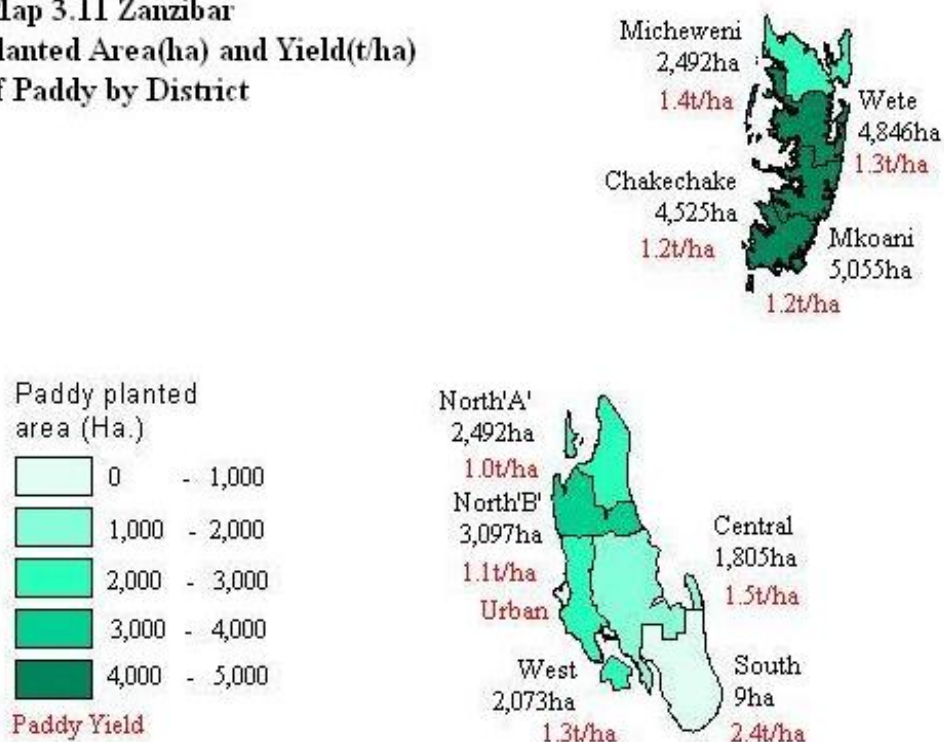 Map 3.11 Zanzibar
lanted Area(ha) and Yield(t/ha)
f Paddy by District
Micheweni
2,492ha
1.4t/ha
Wete
4,846ha
1.3t/ha
Chakechake
4,525ha
1.2t/ha
Mkoani
5,055ha
1.2t/ha
Paddy planted
area (Ha.)
0 - 1,000
1,000 - 2,000
2,000 - 3,000
3,000 - 4,000
4,000 - 5,000
Paddy Yield
North'A'
2,492ha
1.0t/ha
North'B'
3,097ha
1.1t/ha
Urban
Central
1,805ha
1.5t/ha
West
2,073ha
1.3t/ha
South
9ha
2.4t/ha